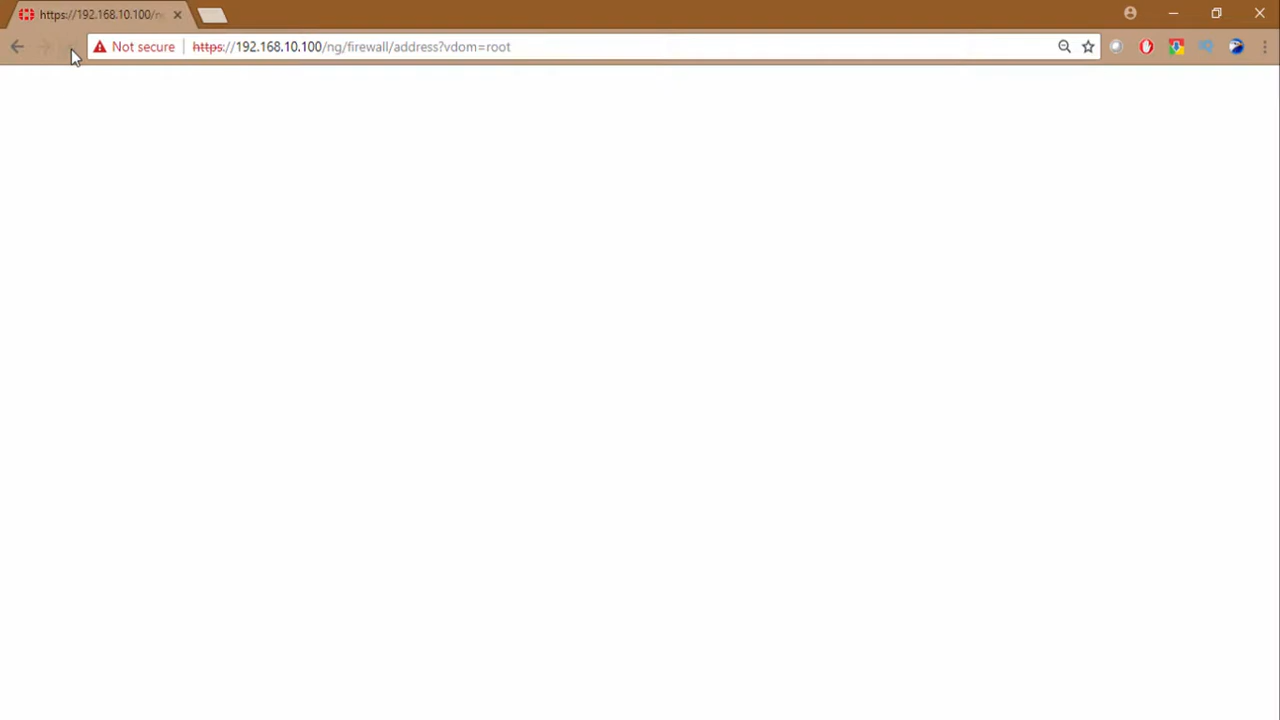 https://192.168.10.100/n
Not secure
https://192.168.10.100/ng/firewall/address?vdom=root